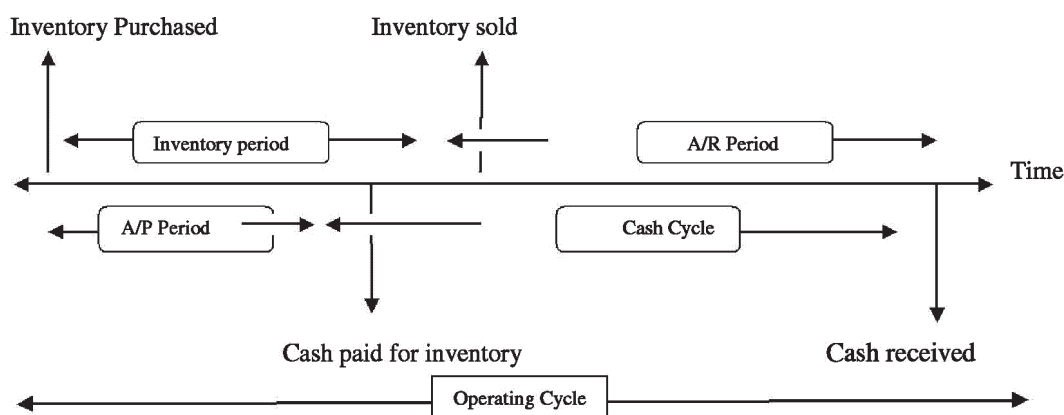 Inventory Purchased
Inventory sold
Inventory period
A/R Period
Time
A/P Period
Cash Cycle
Cash paid for inventory
Cash received
Operating Cycle